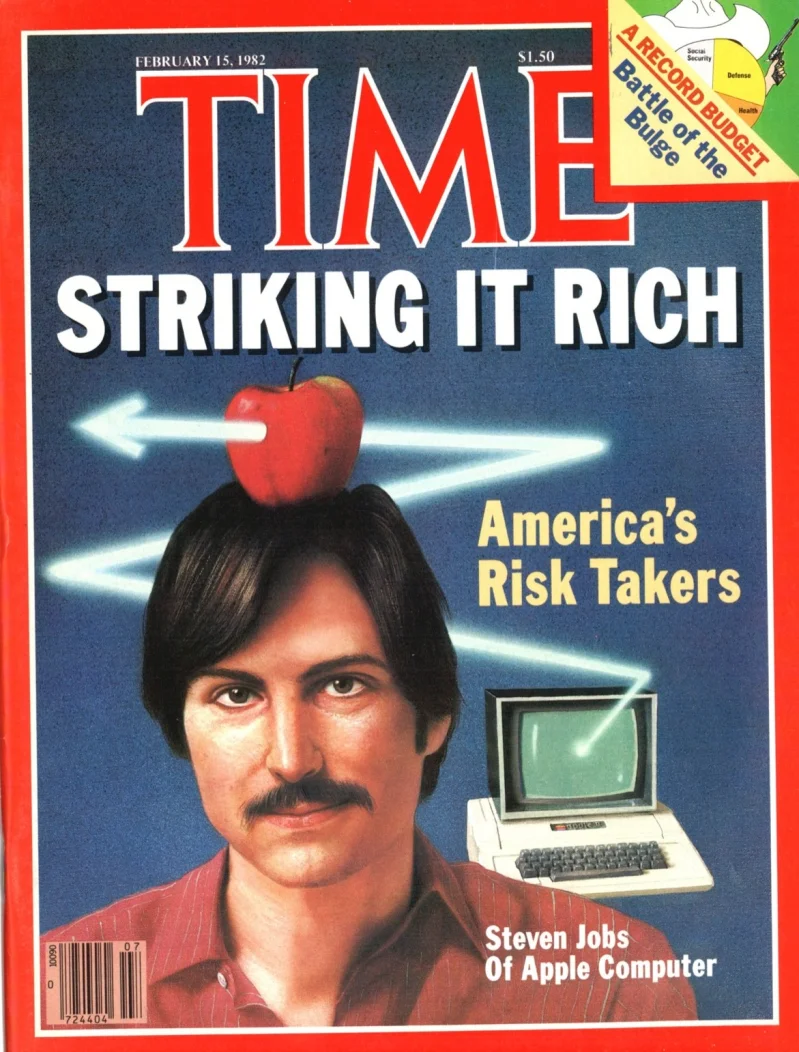 FEBRUARY 15, 1982
$1.50
TIME
A RECORD BUDGET
Battle of the
Bulge
Social
Security
Defense
Health
STRIKING IT RICH
America's
Risk Takers
Steven Jobs
Of Apple Computer
07
10090
0
724404